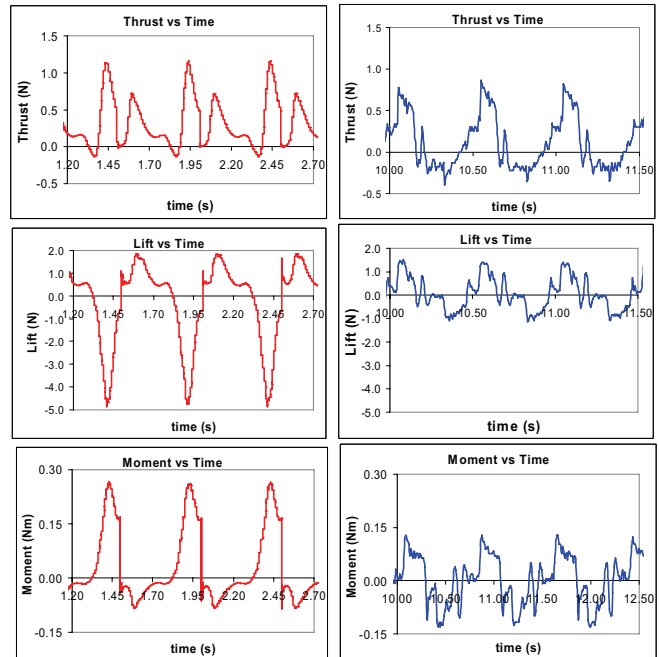 Thrust vs Time
1.5
1.0
0.5
0.0
-0.5
Thrust (N)
1.20 1.45 1.70 1.95 2.20 2.45 2.70
time (s)
Thrust vs Time
1.5
1.0
0.5
0.0
-0.5
Thrust (N)
10.00 10.50 11.00 11.50
time (s)
Lift vs Time
2.0
1.0
0.0
-1.0
-2.0
-3.0
-4.0
-5.0
Lift (N)
1.20 1.45 1.70 1.95 2.20 2.45 2.70
time (s)
Lift vs Time
2.0
1.0
0.0
-1.0
-2.0
-3.0
-4.0
-5.0
Lift (N)
10.00 10.50 11.00 11.50
time (s)
Moment vs Time
0.30
0.15
0.00
-0.15
Moment (Nm)
1.20 1.45 1.70 1.95 2.20 2.45 2.70
time (s)
Moment vs Time
0.30
0.15
0.00
-0.15
Moment (Nm)
10.00 10.50 11.00 11.50 12.00 12.50
time (s)